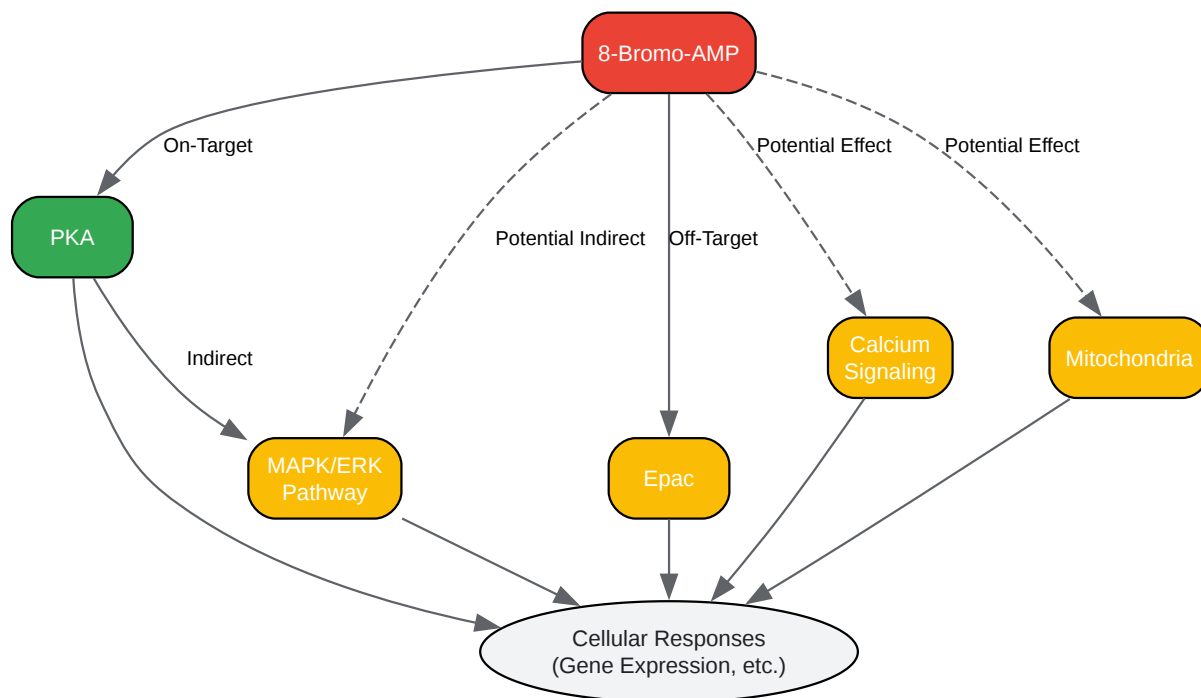 8-Bromo-AMP
On-Target
Potential Effect
Potential Effect
PKA
Potential Indirect
Off-Target
Indirect
Calcium
Signaling
Mitochondria
MAPK/ERK
Pathway
Epac
Cellular Responses
(Gene Expression, etc.)